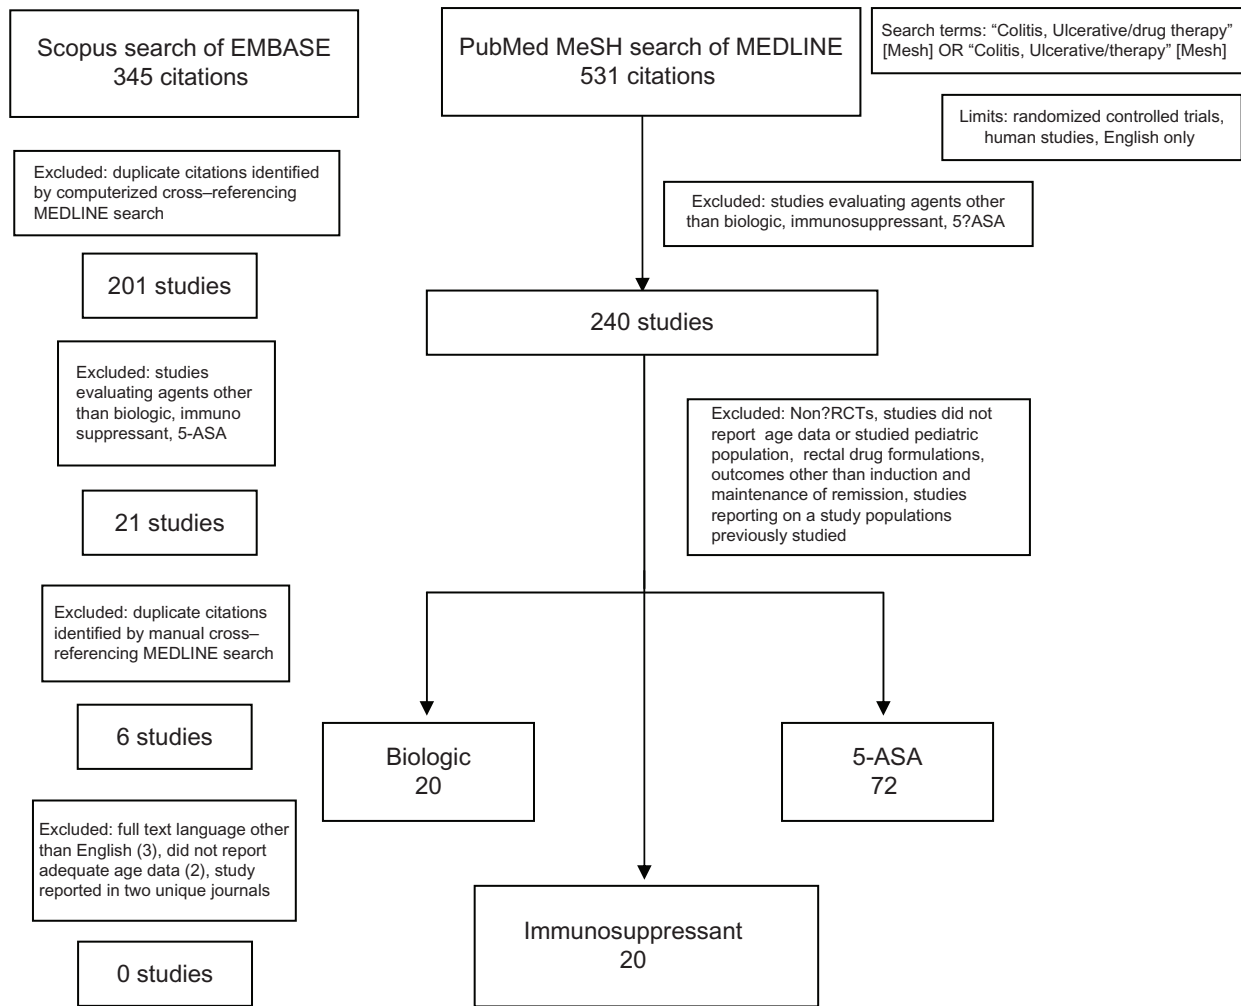 Scopus search of EMBASE
345 citations
Excluded: duplicate citations identified
by computerized cross–referencing
MEDLINE search
201 studies
Excluded: studies
evaluating agents other
than biologic, immuno
suppressant, 5-ASA
21 studies
Excluded: duplicate citations
identified by manual cross–
referencing MEDLINE search
6 studies
Excluded: full text language other
than English (3), did not report
adequate age data (2), study
reported in two unique journals
0 studies
PubMed MeSH search of MEDLINE
531 citations
Search terms: “Colitis, Ulcerative/drug therapy”
[Mesh] OR “Colitis, Ulcerative/therapy” [Mesh]
Limits: randomized controlled trials,
human studies, English only
Excluded: studies evaluating agents other
than biologic, immunosuppressant, 5?ASA
240 studies
Excluded: Non?RCTs, studies did not
report age data or studied pediatric
population, rectal drug formulations,
outcomes other than induction and
maintenance of remission, studies
reporting on a study populations
previously studied
Biologic
20
5-ASA
72
Immunosuppressant
20